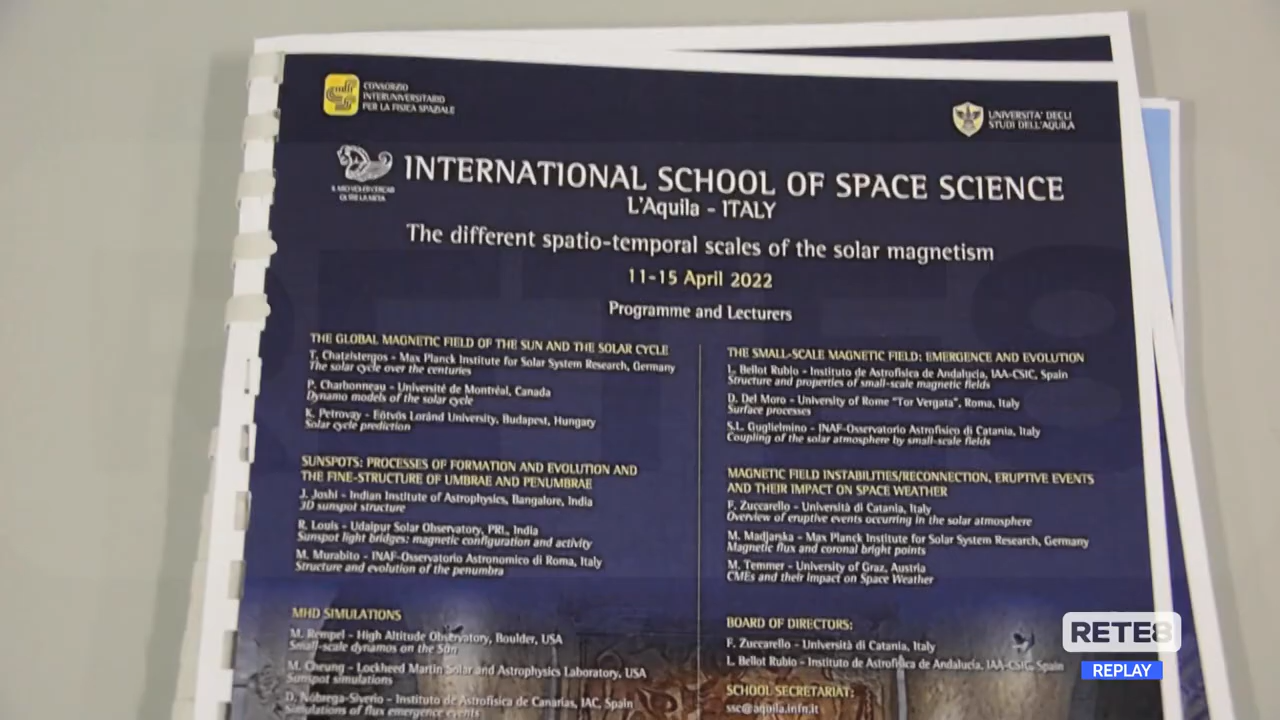 CONSORZIO
INTERUNIVERSITARIO
PER LA FISICA SPAZIALE
UNIVERSITA' DEGLI
STUDI DELL'AQUILA
INTERNATIONAL SCHOOL OF SPACE SCIENCE
L'Aquila - ITALY
The different spatio-temporal scales of the solar magnetism
11-15 April 2022
Programme and Lecturers
THE GLOBAL MAGNETIC FIELD OF THE SUN AND THE SOLAR CYCLE
T. Chatzistergos - Max Planck Institute for Solar System Research, Germany
The solar cycle over the centuries
P. Charbonneau - Université de Montréal, Canada
Dynamo models of the solar cycle
K. Petrovay - Eötvös Loránd University, Budapest, Hungary
Solar cycle prediction
SUNSPOTS: PROCESSES OF FORMATION AND EVOLUTION AND
THE FINE-STRUCTURE OF UMBRAE AND PENUMBRAE
J. Joshi - Indian Institute of Astrophysics, Bangalore, India
3D sunspot structure
R. Louis - Udaipur Solar Observatory, PRL, India
Sunspot light bridges: magnetic configuration and activity
M. Murabito - INAF-Osservatorio Astronomico di Roma, Italy
Structure and evolution of the penumbra
MHD SIMULATIONS
M. Rempel - High Altitude Observatory, Boulder, USA
Small-scale dynamos on the Sun
M. Cheung - Lockheed Martin Solar and Astrophysics Laboratory, USA
Sunspot simulations
D. Nóbrega-Siverio - Instituto de Astrofisica de Canarias, IAC, Spain
Simulations of flux emergence events
THE SMALL-SCALE MAGNETIC FIELD: EMERGENCE AND EVOLUTION
L. Bellot Rubio - Instituto de Astrofisica de Andalucia, IAA-CSIC, Spain
Structure and properties of small-scale magnetic fields
D. Del Moro - University of Rome "Tor Vergata", Roma, Italy
Surface processes
S.L. Guglielmino - INAF-Osservatorio Astrofisico di Catania, Italy
Coupling of the solar atmosphere by small-scale fields
MAGNETIC FIELD INSTABILITIES/RECONNECTION, ERUPTIVE EVENTS
AND THEIR IMPACT ON SPACE WEATHER
F. Zuccarello - Università di Catania, Italy
Overview of eruptive events occurring in the solar atmosphere
M. Madjarska - Max Planck Institute for Solar System Research, Germany
Magnetic flux and coronal bright points
M. Temmer - University of Graz, Austria
CMEs and their Impact on Space Weather
BOARD OF DIRECTORS:
F. Zuccarello - Università di Catania, Italy
L. Bellot Rubio - Instituto de Astrofisica de Andalucia, IAA-CSIC, Spain
SCHOOL SECRETARIAT:
ssc@aquila.infn.it
RETE8
REPLAY